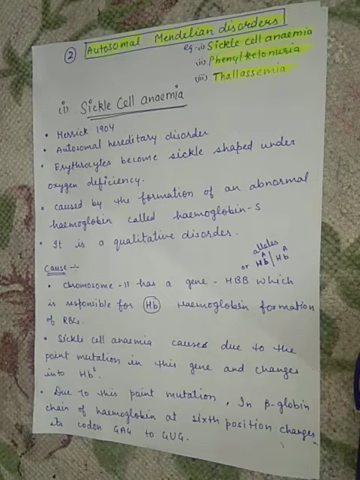 ② Autosomal Mendelian disorders
eg. (i) Sickle Cell anaemia
(ii) Phenylketonuria
(iii) Thallassemia
(i) Sickle Cell anaemia
• Herrick 1904
• Autosomal hereditary disorder
• Erythrocytes become sickle shaped under
oxygen deficiency.
• caused by the formation of an abnormal
haemoglobin called haemoglobin-S
• It is a qualitative disorder.
alleles
Cause :- or Hb^A/Hb^A
• Chromosome-11 has a gene - HBB which
is responsible for Hb Haemoglobin formation
of RBCs.
• Sickle cell anaemia causes due to the
point mutation in this gene and changes
into Hb^s
• Due to this point mutation, In β-globin
chain of haemoglobin at sixth position changes
its codon GAG to GUG.